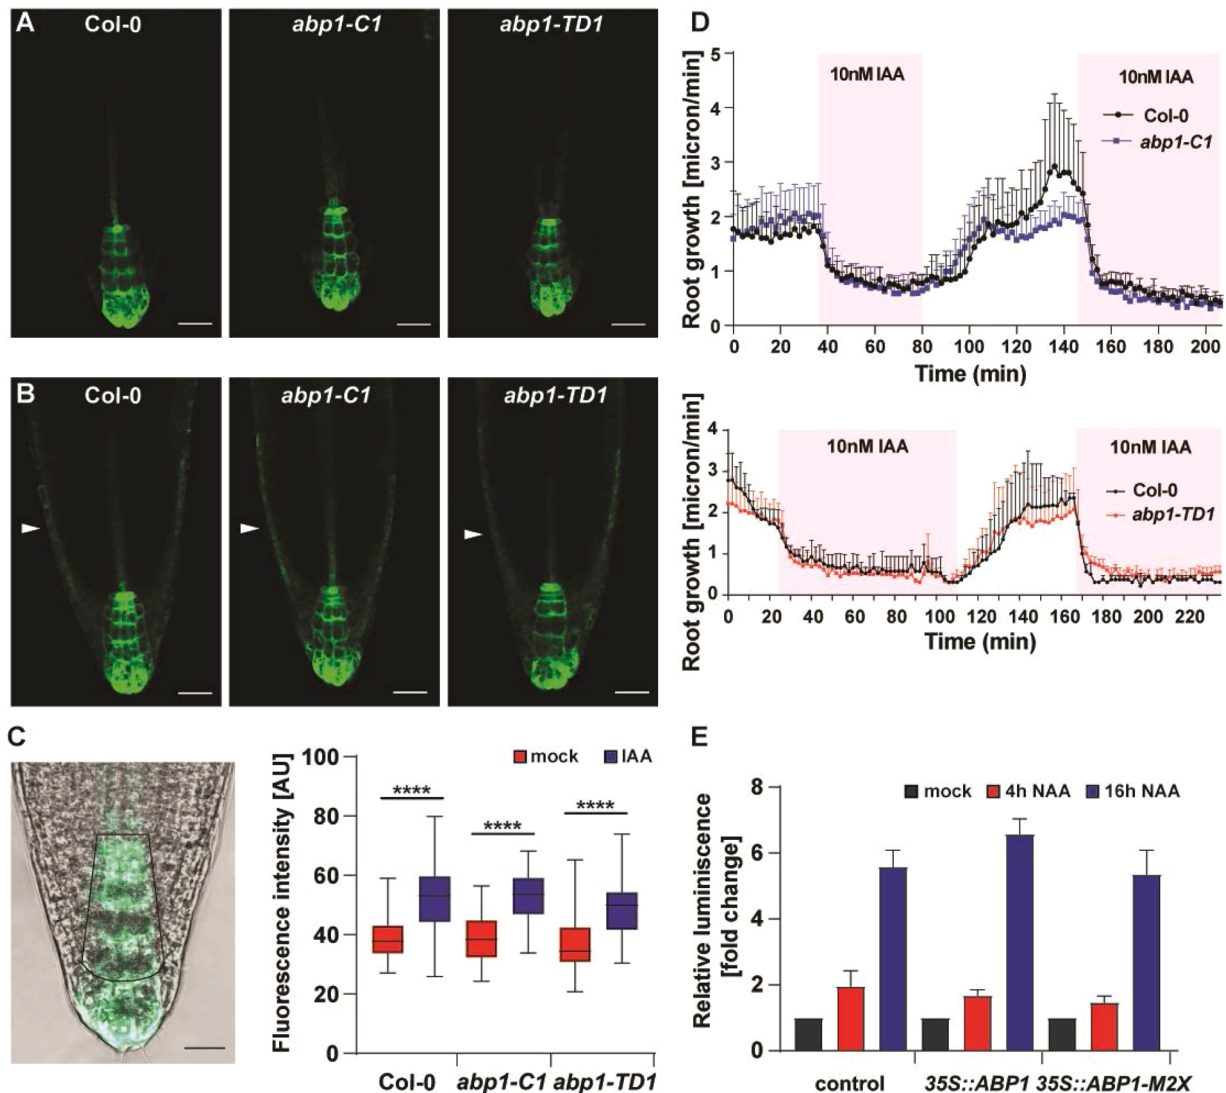 A
Col-0
abp1-C1
abp1-TD1
B
Col-0
abp1-C1
abp1-TD1
C
100
80
60
40
20
0
Fluorescence intensity [AU]
mock
IAA
****
****
****
Col-0
abp1-C1
abp1-TD1
D
5
4
3
2
1
0
Root growth [micron/min]
10nM IAA
10nM IAA
Col-0
abp1-C1
0 20 40 60 80 100 120 140 160 180 200
Time (min)
4
3
2
1
0
Root growth [micron/min]
10nM IAA
10nM IAA
Col-0
abp1-TD1
0 20 40 60 80 100 120 140 160 180 200 220
Time (min)
E
8
6
4
2
0
Relative luminiscence
[fold change]
mock
4h NAA
16h NAA
control
35S::ABP1
35S::ABP1-M2X